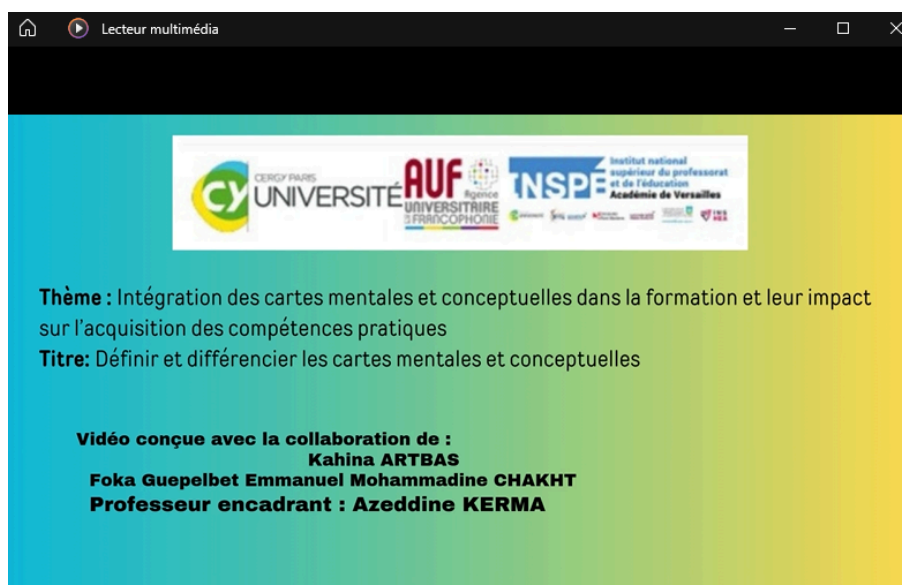 Lecteur multimédia
CERGY PARIS
UNIVERSITÉ
AUF
Agence
UNIVERSITAIRE
DE LA FRANCOPHONIE
INSPÉ
Institut national
supérieur du professorat
et de l'éducation
Académie de Versailles
Thème : Intégration des cartes mentales et conceptuelles dans la formation et leur impact
sur l'acquisition des compétences pratiques
Titre: Définir et différencier les cartes mentales et conceptuelles
Vidéo conçue avec la collaboration de :
Kahina ARTBAS
Foka Guepelbet Emmanuel Mohammadine CHAKHT
Professeur encadrant : Azeddine KERMA